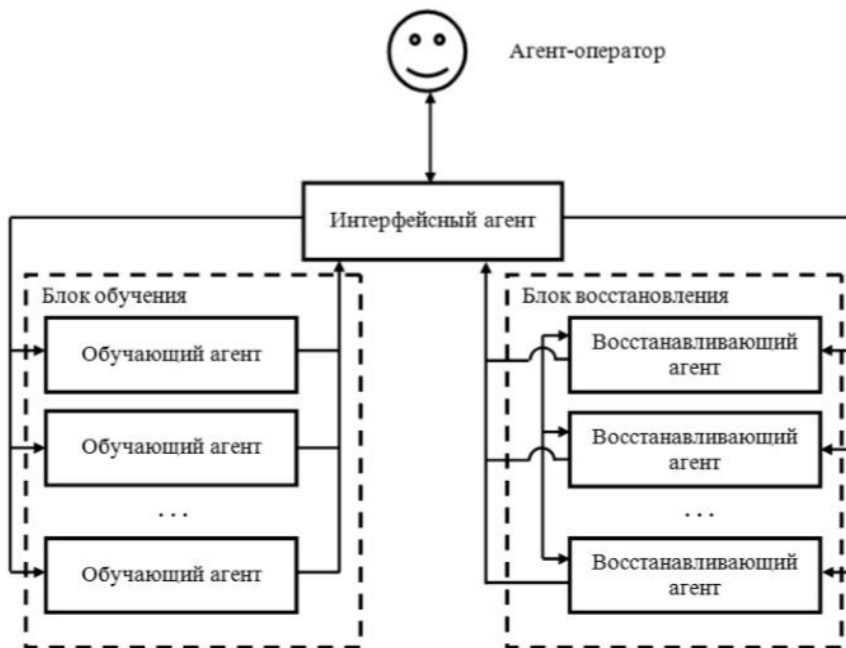 Агент-оператор
Интерфейсный агент
Блок обучения
Обучающий агент
Обучающий агент
. . .
Обучающий агент
Блок восстановления
Восстанавливающий
агент
Восстанавливающий
агент
. . .
Восстанавливающий
агент